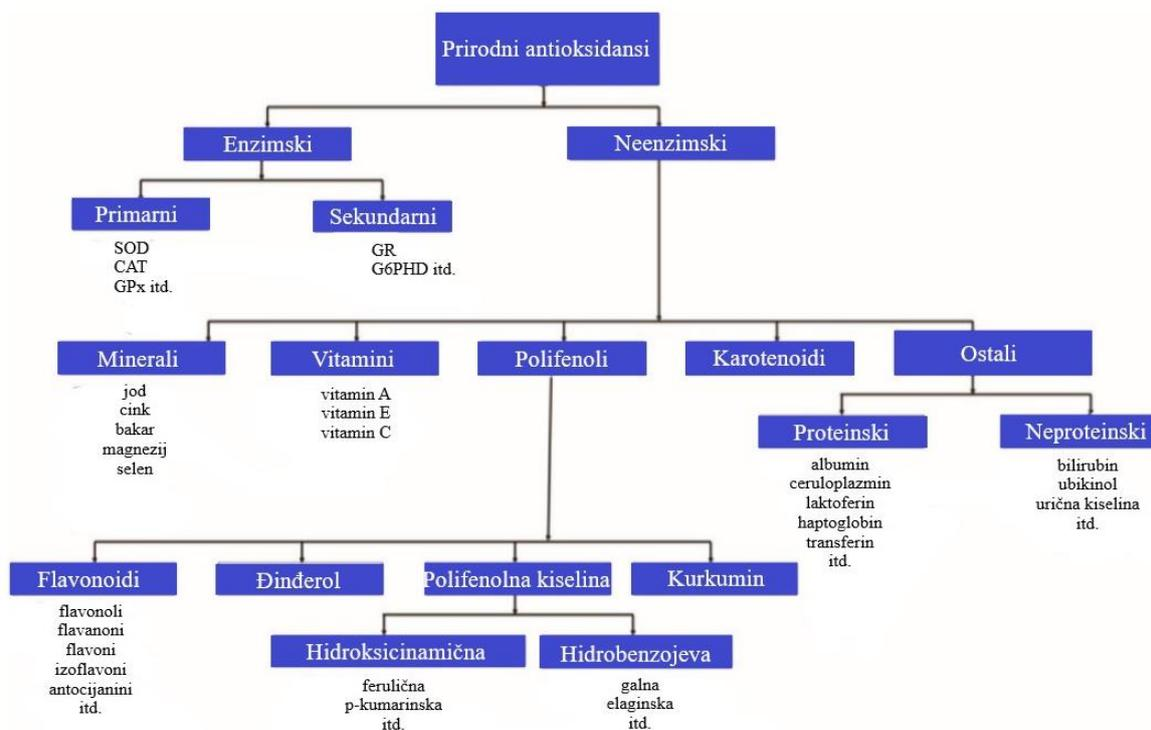 Prirodni antioksidansi
Enzimski
Neenzimski
Primarni
SOD
CAT
GPx itd.
Sekundarni
GR
G6PHD itd.
Minerali
jod
cink
bakar
magnezij
selen
Vitamini
vitamin A
vitamin E
vitamin C
Polifenoli
Karotenoidi
Ostali
Proteinski
albumin
ceruloplazmin
laktoferin
haptoglobin
transferin
itd.
Neproteinski
bilirubin
ubikinol
urična kiselina
itd.
Flavonoidi
flavonoli
flavanoni
flavoni
izoflavoni
antocijanini
itd.
Đinđerol
Polifenolna kiselina
Kurkumin
Hidroksicinamična
ferulična
p-kumarinska
itd.
Hidrobenzojeva
galna
elaginska
itd.